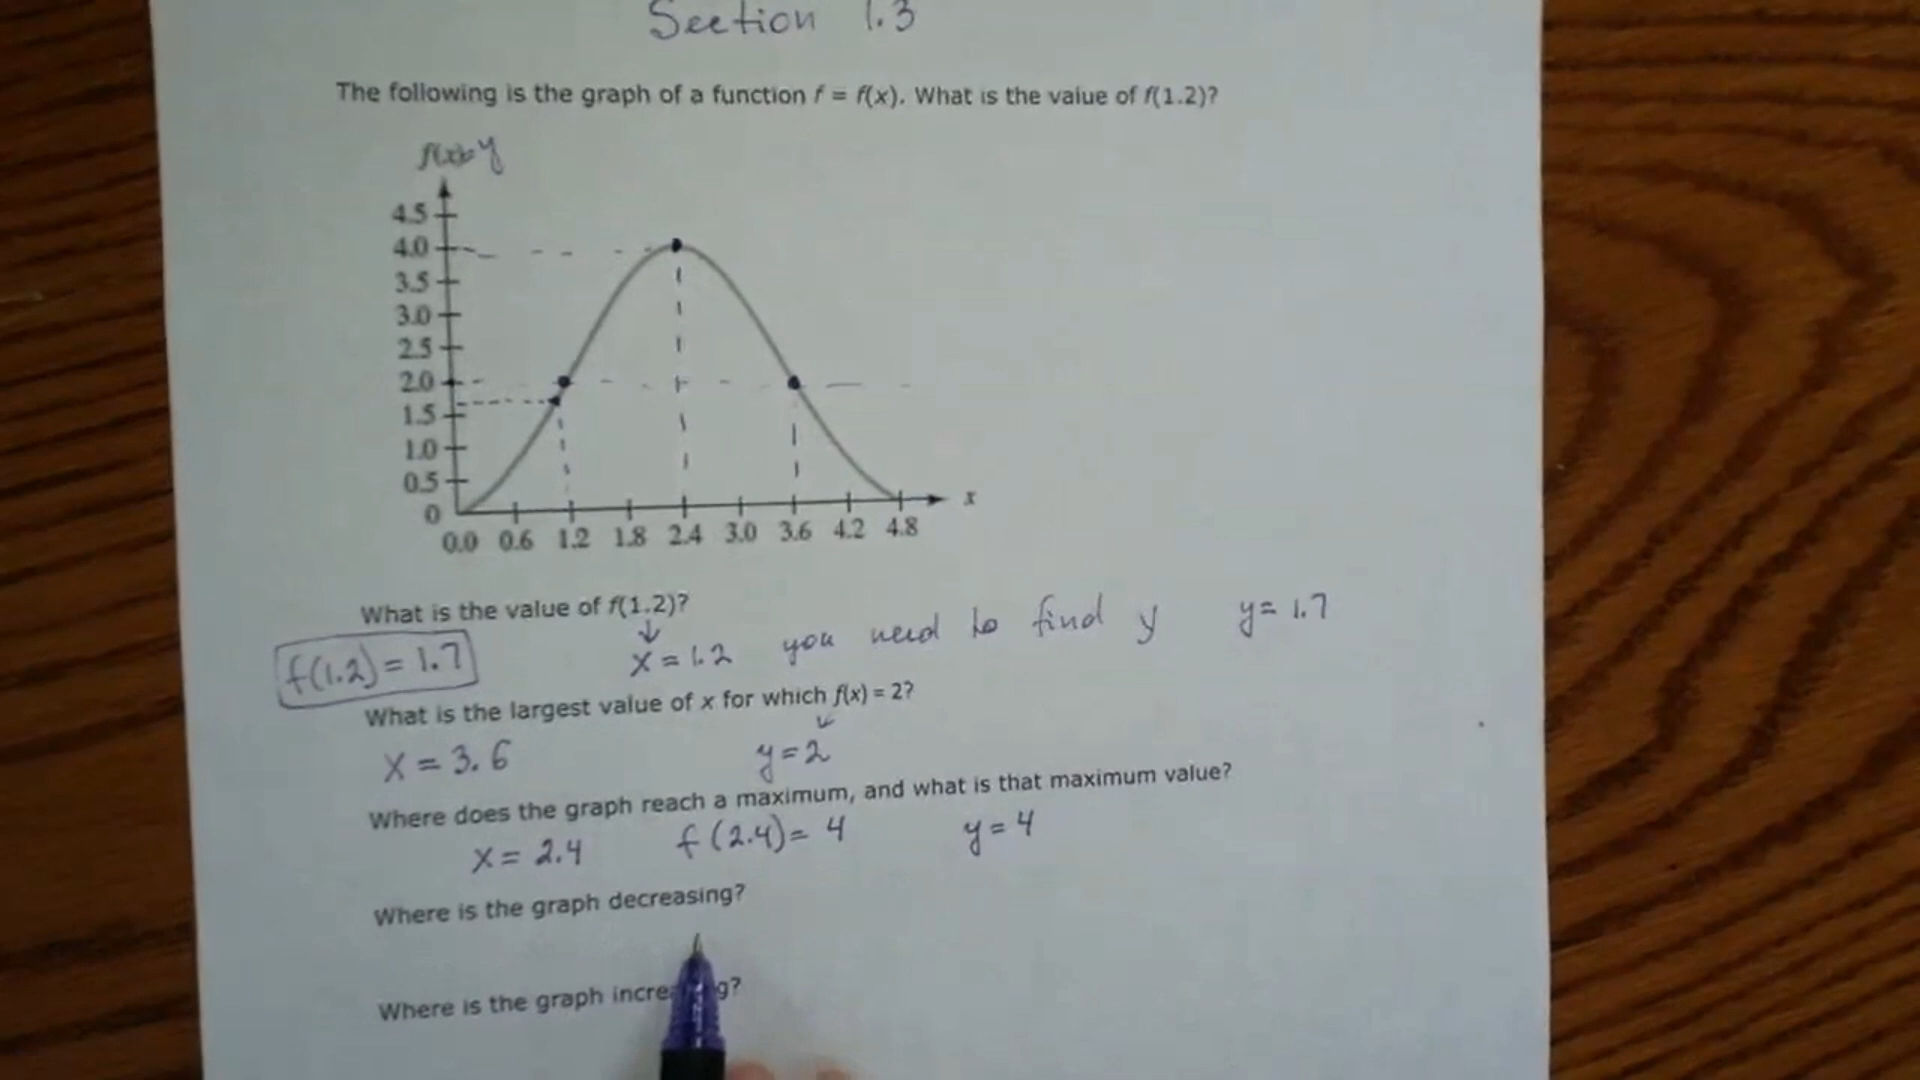 Section 1.3
The following is the graph of a function f = f(x). What is the value of f(1.2)?
f(x)=y
4.5
4.0
3.5
3.0
2.5
2.0
1.5
1.0
0.5
0
x
0.0 0.6 1.2 1.8 2.4 3.0 3.6 4.2 4.8
What is the value of f(1.2)?
f(1.2) = 1.7 x = 1.2 you need to find y y = 1.7
What is the largest value of x for which f(x) = 2?
x = 3.6 y = 2
Where does the graph reach a maximum, and what is that maximum value?
x = 2.4 f(2.4) = 4 y = 4
Where is the graph decreasing?
Where is the graph